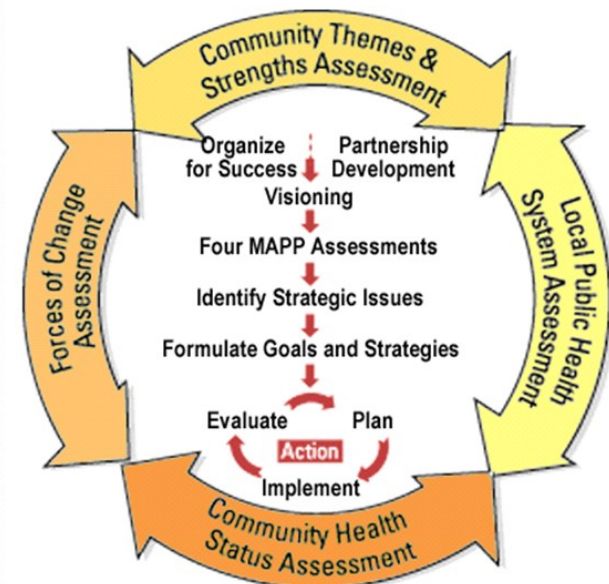 Community Themes &
Strengths Assessment
Organize
for Success
Partnership
Development
Visioning
Four MAPP Assessments
Identify Strategic Issues
Formulate Goals and Strategies
Evaluate
Plan
Action
Implement
Forces of Change
Assessment
Local Public Health
System Assessment
Community Health
Status Assessment